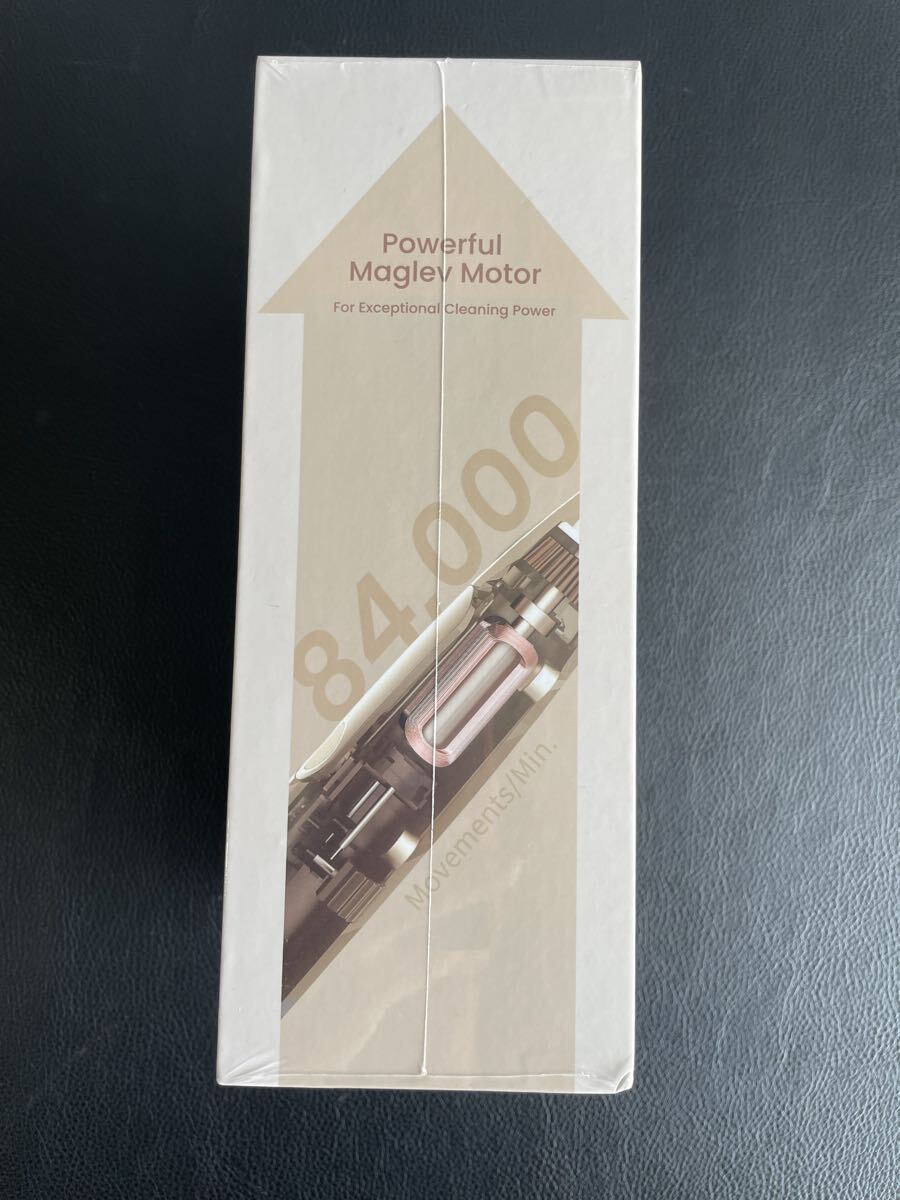 Powerful
Maglev Motor
For Exceptional Cleaning Power
84,000
Movements/Min.